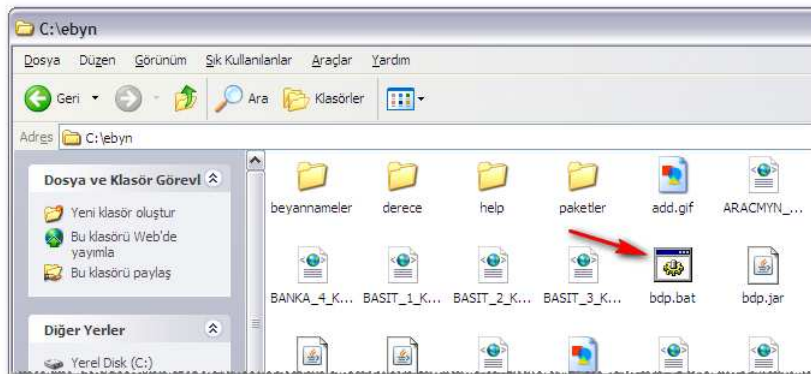 C:\ebyn
Dosya Düzen Görünüm Sık Kullanılanlar Araçlar Yardım
Geri Ara Klasörler
Adres C:\ebyn
Dosya ve Klasör Görevl
Yeni klasör oluştur
Bu klasörü Web'de
yayımla
Bu klasörü paylaş
Diğer Yerler
Yerel Disk (C:)
beyannameler derece help paketler add.gif ARACMYN_...
BANKA_4_K... BASIT_1_K... BASIT_2_K... BASIT_3_K... bdp.bat bdp.jar